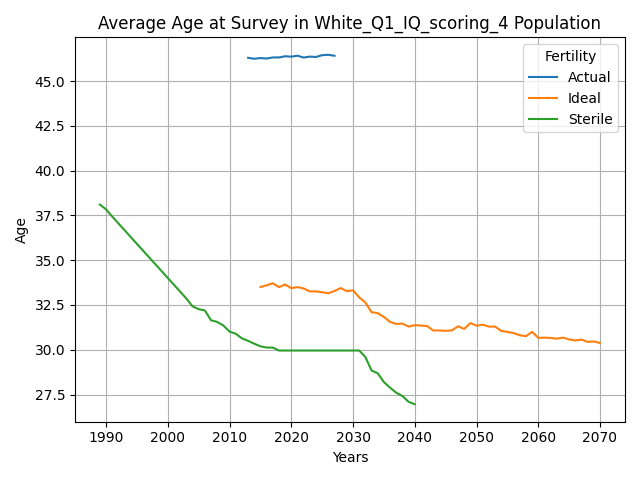 Average Age at Survey in White_Q1_IQ_scoring_4 Population
Fertility
Actual
Ideal
Sterile
Age
45.0
42.5
40.0
37.5
35.0
32.5
30.0
27.5
1990
2000
2010
2020
2030
2040
2050
2060
2070
Years